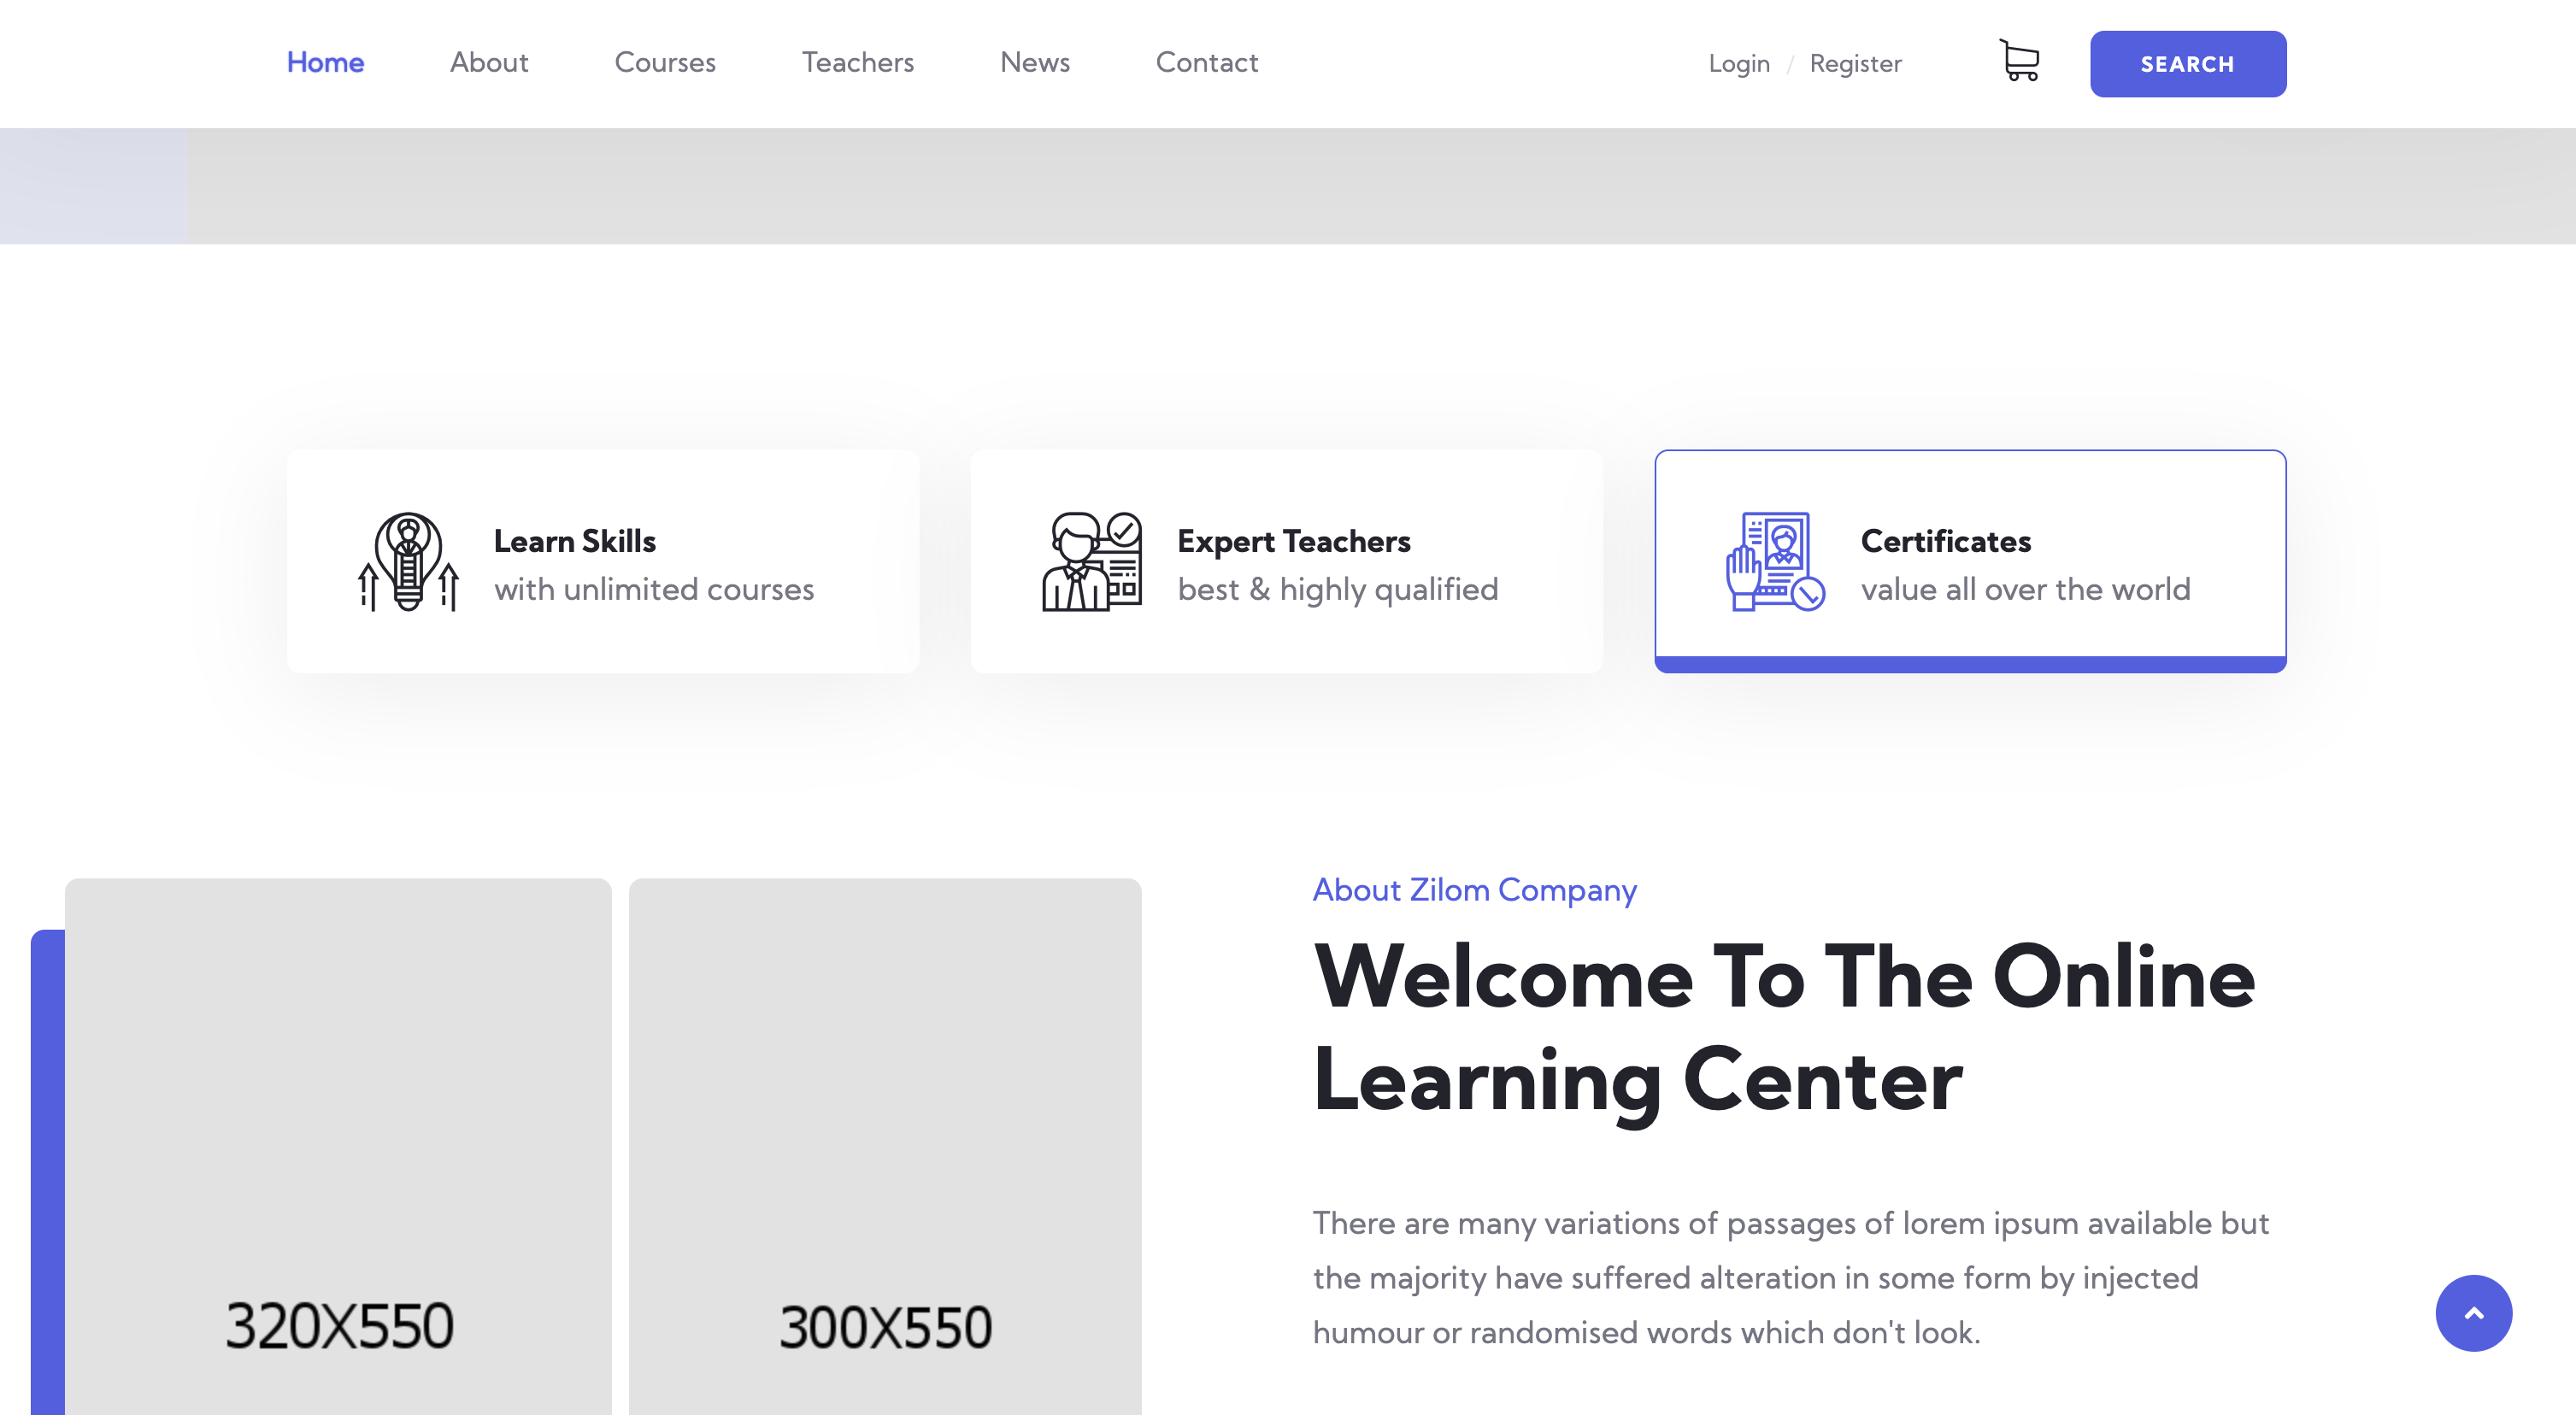 Home About Courses Teachers News Contact Login / Register SEARCH
Learn Skills
with unlimited courses
Expert Teachers
best & highly qualified
Certificates
value all over the world
320X550
300X550
About Zilom Company
Welcome To The Online
Learning Center
There are many variations of passages of lorem ipsum available but
the majority have suffered alteration in some form by injected
humour or randomised words which don't look.